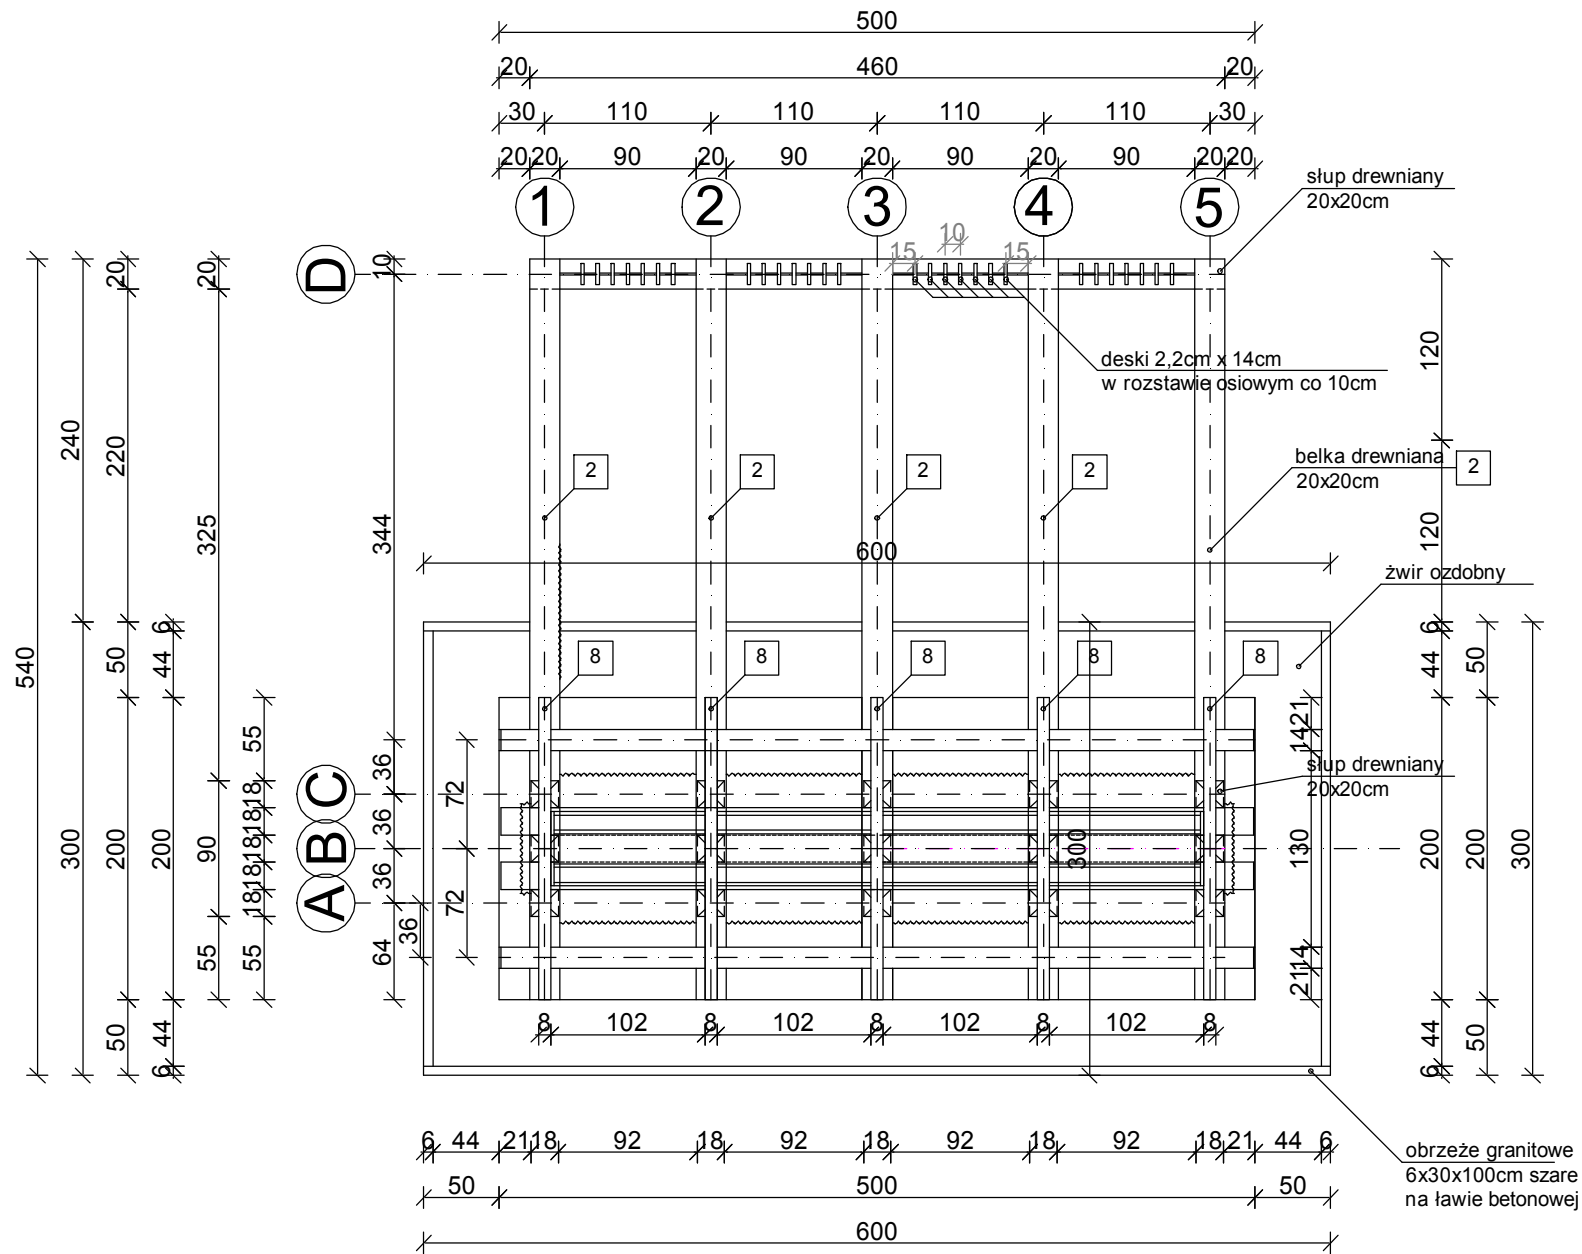 500
20 460 20
30 110 110 110 110 30
20 20 90 20 90 20 90 20 90 20 20
1 2 3 4 5
słup drewniany
20x20cm
10
15 15
D
10
20
20
deski 2,2cm x 14cm
w rozstawie osiowym co 10cm
120
240
220
325
344
540
2 2 2 2
belka drewniana
20x20cm
2
120
600
żwir ozdobny
6
44
50
8 8 8 8 8
6
44
50
55
18
18
18
18
18
55
36
36
36
64
72
72
36
C
B
A
300
200
200
90
55
50
44
6
300
21
14
130
14
21
słup drewniany
20x20cm
200
200
300
44
50
6
8 102 8 102 8 102 8 102 8
6 44 21 18 92 18 92 18 92 18 92 18 21 44 6
50 500 50
600
obrzeże granitowe
6x30x100cm szare
na ławie betonowej